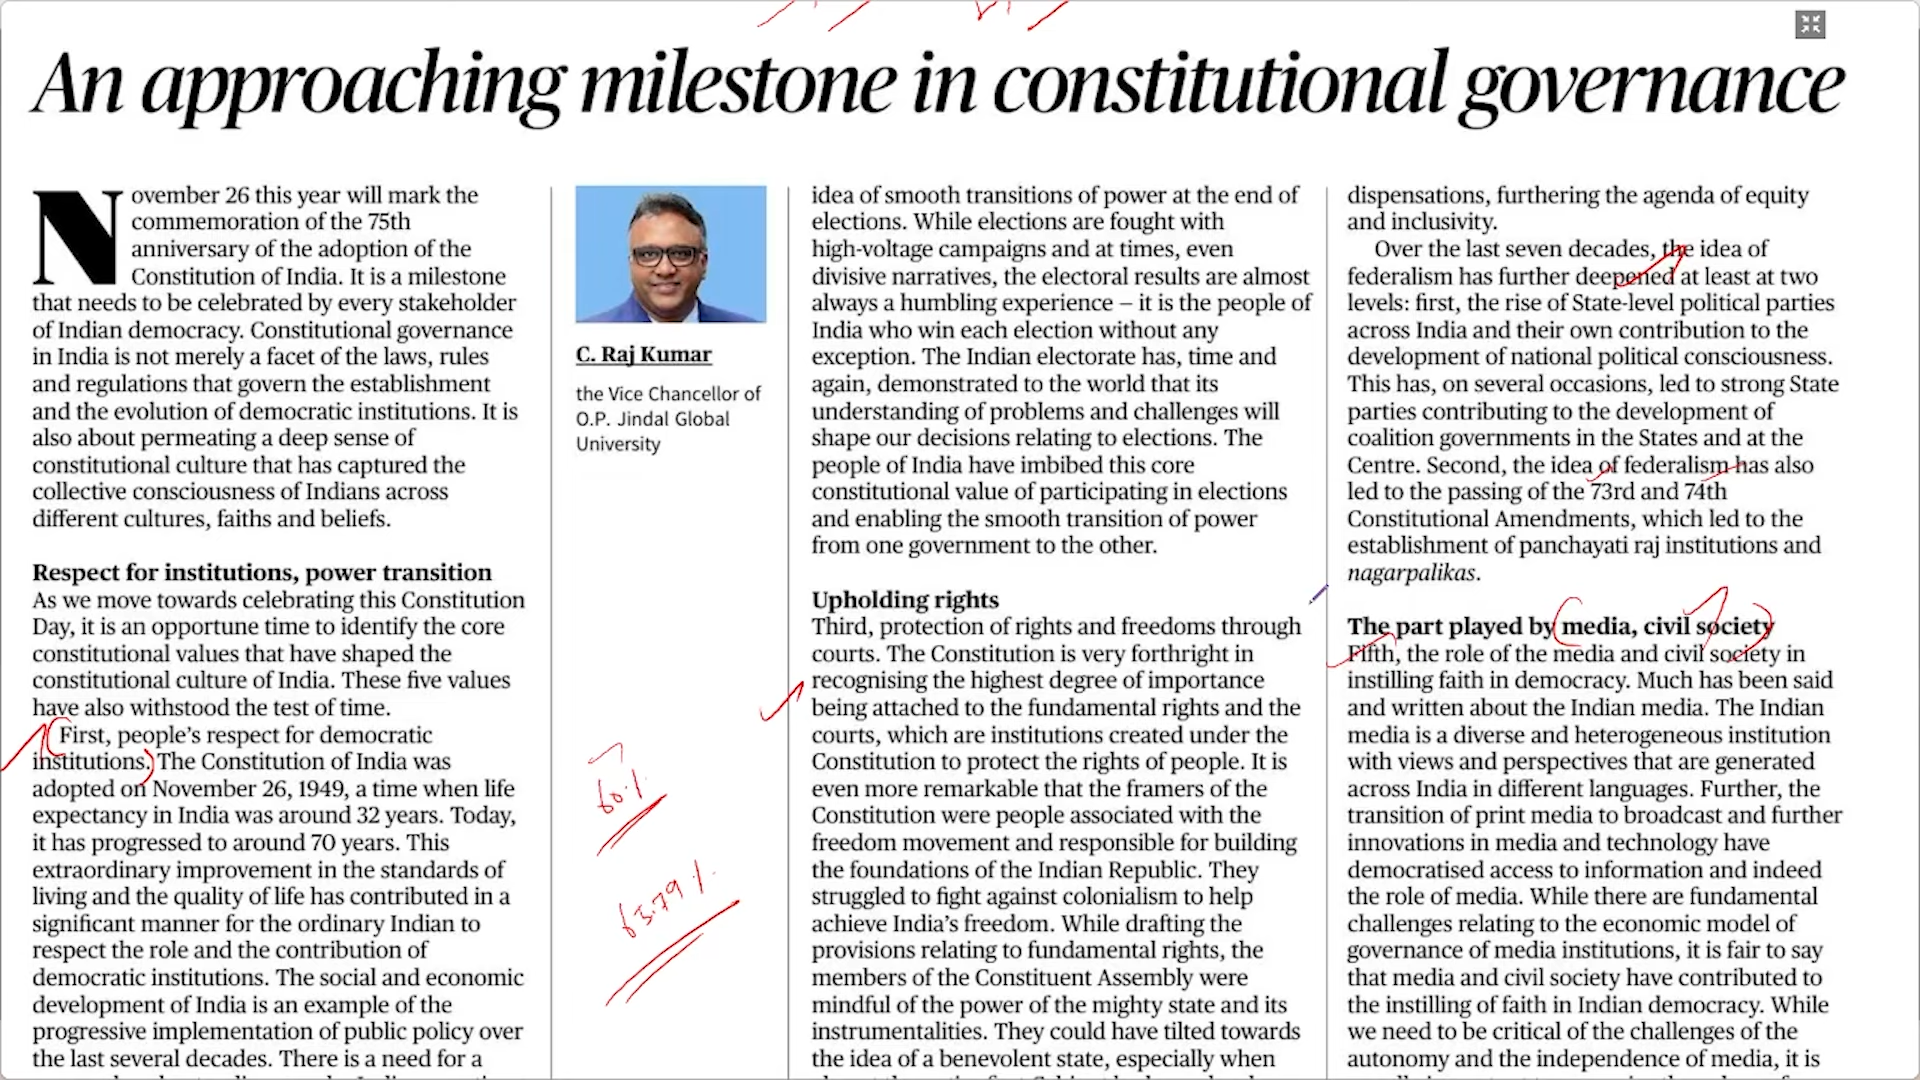 An approaching milestone in constitutional governance
November 26 this year will mark the
commemoration of the 75th
anniversary of the adoption of the
Constitution of India. It is a milestone
that needs to be celebrated by every stakeholder
of Indian democracy. Constitutional governance
in India is not merely a facet of the laws, rules
and regulations that govern the establishment
and the evolution of democratic institutions. It is
also about permeating a deep sense of
constitutional culture that has captured the
collective consciousness of Indians across
different cultures, faiths and beliefs.
Respect for institutions, power transition
As we move towards celebrating this Constitution
Day, it is an opportune time to identify the core
constitutional values that have shaped the
constitutional culture of India. These five values
have also withstood the test of time.
First, people's respect for democratic
institutions. The Constitution of India was
adopted on November 26, 1949, a time when life
expectancy in India was around 32 years. Today,
it has progressed to around 70 years. This
extraordinary improvement in the standards of
living and the quality of life has contributed in a
significant manner for the ordinary Indian to
respect the role and the contribution of
democratic institutions. The social and economic
development of India is an example of the
progressive implementation of public policy over
the last several decades. There is a need for a
C. Raj Kumar
the Vice Chancellor of
O.P. Jindal Global
University
60%
63.79%
idea of smooth transitions of power at the end of
elections. While elections are fought with
high-voltage campaigns and at times, even
divisive narratives, the electoral results are almost
always a humbling experience – it is the people of
India who win each election without any
exception. The Indian electorate has, time and
again, demonstrated to the world that its
understanding of problems and challenges will
shape our decisions relating to elections. The
people of India have imbibed this core
constitutional value of participating in elections
and enabling the smooth transition of power
from one government to the other.
Upholding rights
Third, protection of rights and freedoms through
courts. The Constitution is very forthright in
recognising the highest degree of importance
being attached to the fundamental rights and the
courts, which are institutions created under the
Constitution to protect the rights of people. It is
even more remarkable that the framers of the
Constitution were people associated with the
freedom movement and responsible for building
the foundations of the Indian Republic. They
struggled to fight against colonialism to help
achieve India's freedom. While drafting the
provisions relating to fundamental rights, the
members of the Constituent Assembly were
mindful of the power of the mighty state and its
instrumentalities. They could have tilted towards
the idea of a benevolent state, especially when
dispensations, furthering the agenda of equity
and inclusivity.
Over the last seven decades, the idea of
federalism has further deepened at least at two
levels: first, the rise of State-level political parties
across India and their own contribution to the
development of national political consciousness.
This has, on several occasions, led to strong State
parties contributing to the development of
coalition governments in the States and at the
Centre. Second, the idea of federalism has also
led to the passing of the 73rd and 74th
Constitutional Amendments, which led to the
establishment of panchayati raj institutions and
nagarpalikas.
The part played by media, civil society
Fifth, the role of the media and civil society in
instilling faith in democracy. Much has been said
and written about the Indian media. The Indian
media is a diverse and heterogeneous institution
with views and perspectives that are generated
across India in different languages. Further, the
transition of print media to broadcast and further
innovations in media and technology have
democratised access to information and indeed
the role of media. While there are fundamental
challenges relating to the economic model of
governance of media institutions, it is fair to say
that media and civil society have contributed to
the instilling of faith in Indian democracy. While
we need to be critical of the challenges of the
autonomy and the independence of media, it is